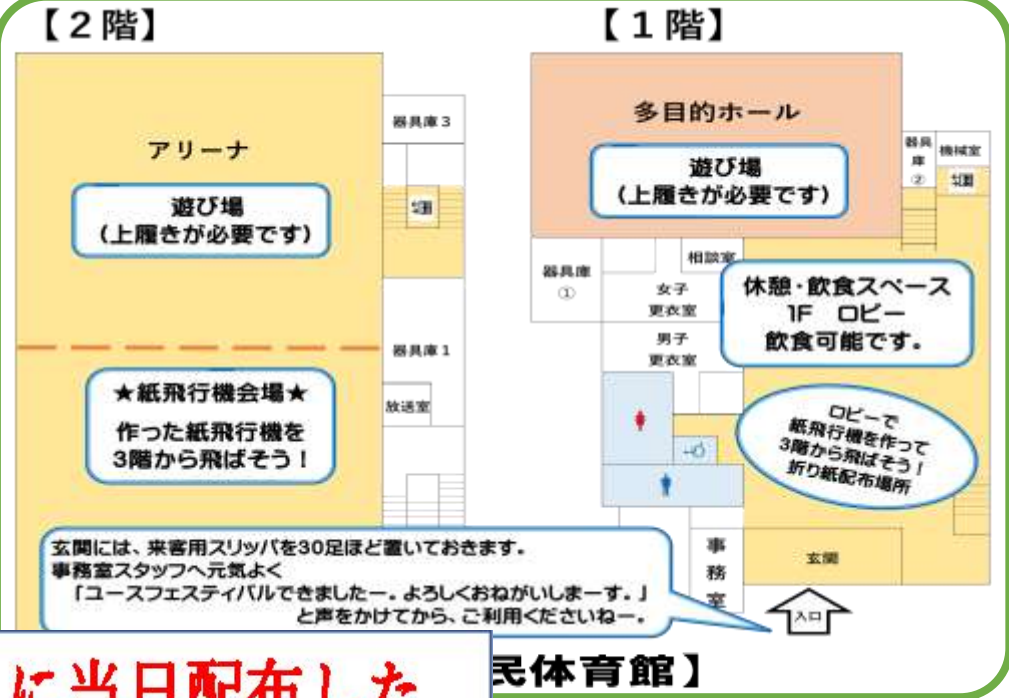 【２階】
アリーナ
遊び場
（上履きが必要です）
★紙飛行機会場★
作った紙飛行機を
3階から飛ばそう！
器具庫３
器具庫１
放送室
【１階】
多目的ホール
遊び場
（上履きが必要です）
器具
庫
②
機械室
器具庫
①
相談室
女子
更衣室
男子
更衣室
休憩・飲食スペース
1F　ロビー
飲食可能です。
ロビーで
紙飛行機を作って
3階から飛ばそう！
折り紙配布場所
事
務
室
玄関
入口
玄関には、来客用スリッパを30足ほど置いておきます。
事務室スタッフへ元気よく
「ユースフェスティバルできましたー。よろしくおねがいしまーす。」
と声をかけてから、ご利用くださいねー。
に当日配布した
民体育館】